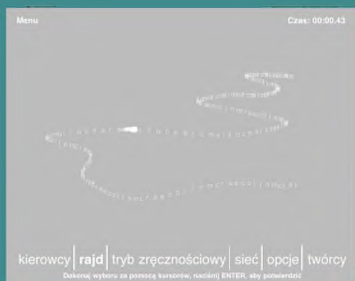 Menu
Czas: 00:00.43
kierowcy | rajd | tryb zręcznościowy | sieć | opcje | twórcy
Dokonaj wyboru za pomocą kursorów, naciśnij ENTER, aby potwierdzić